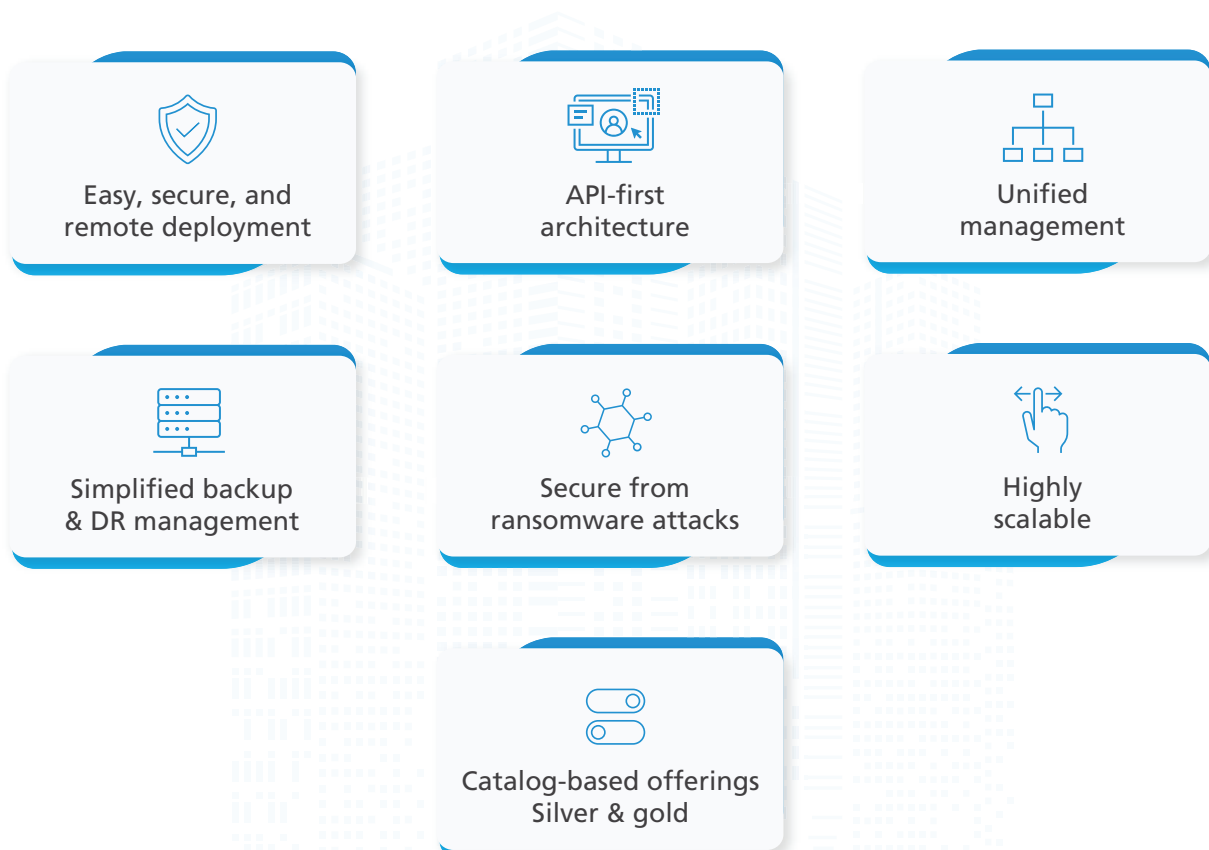 Easy, secure, and
remote deployment
API-first
architecture
Unified
management
Simplified backup
& DR management
Secure from
ransomware attacks
Highly
scalable
Catalog-based offerings
Silver & gold